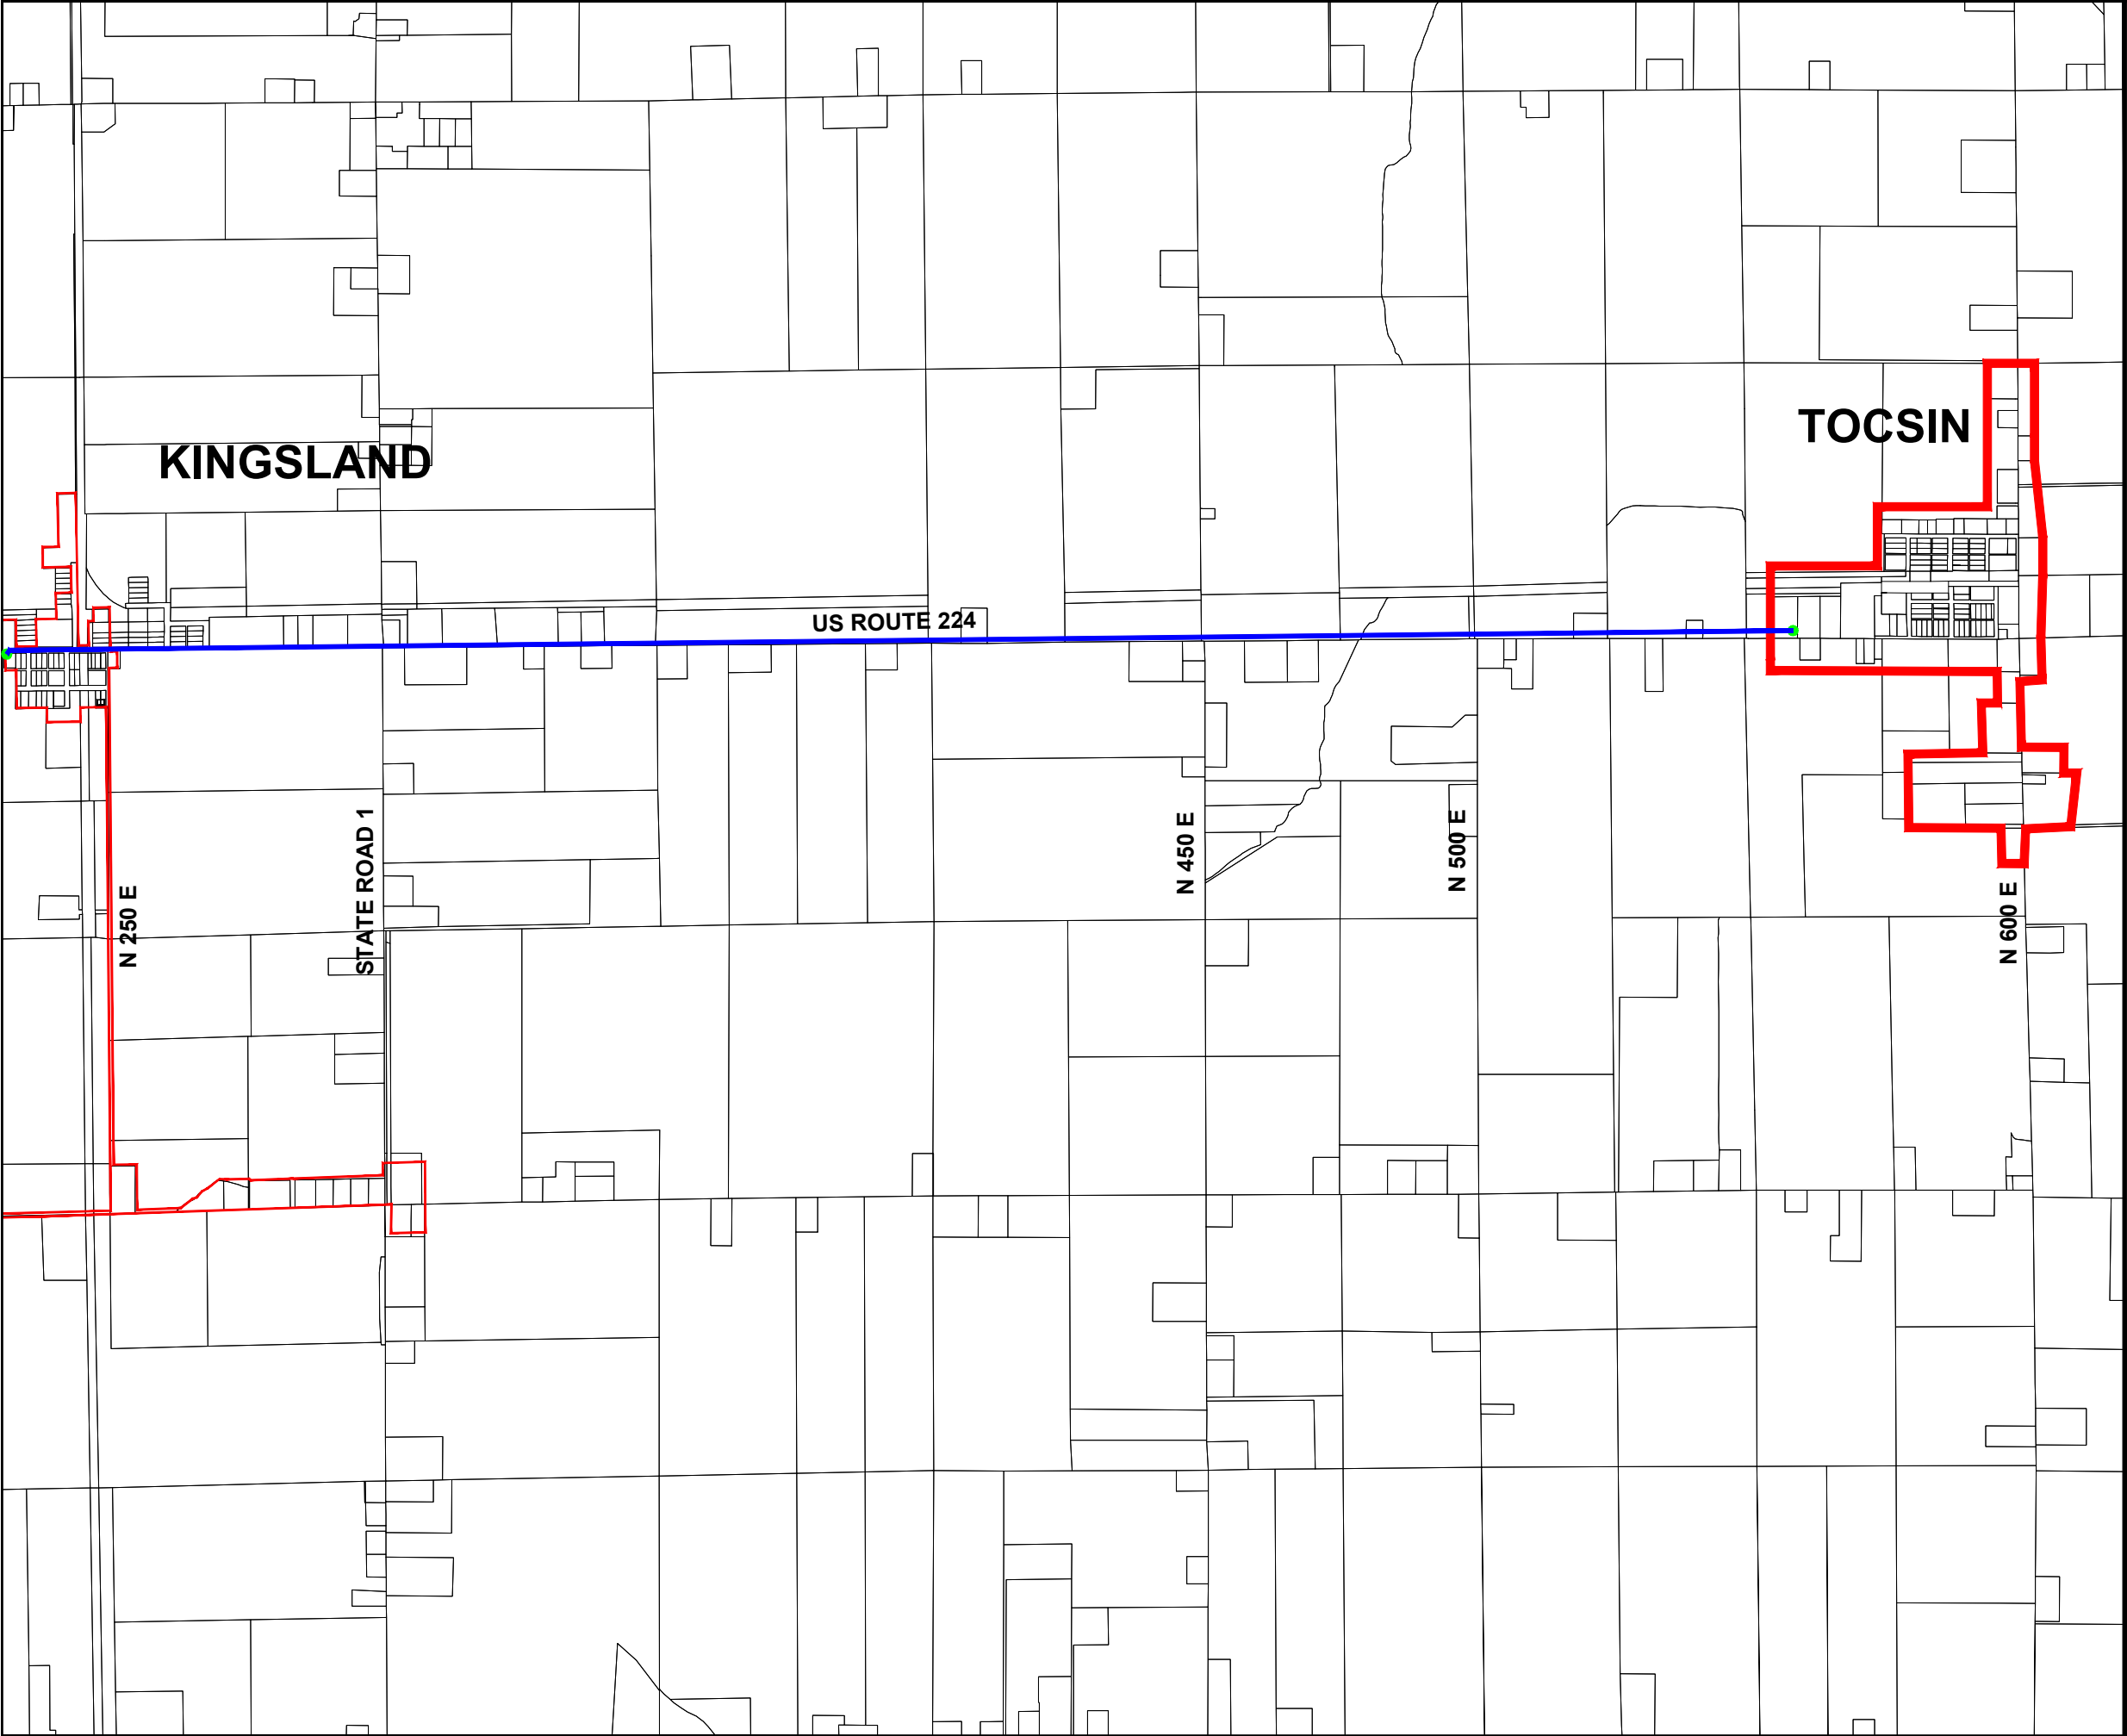 TOCSIN
KINGSLAND
US ROUTE 224
STATE ROAD 1
N 450 E
N 500 E
N 250 E
N 600 E